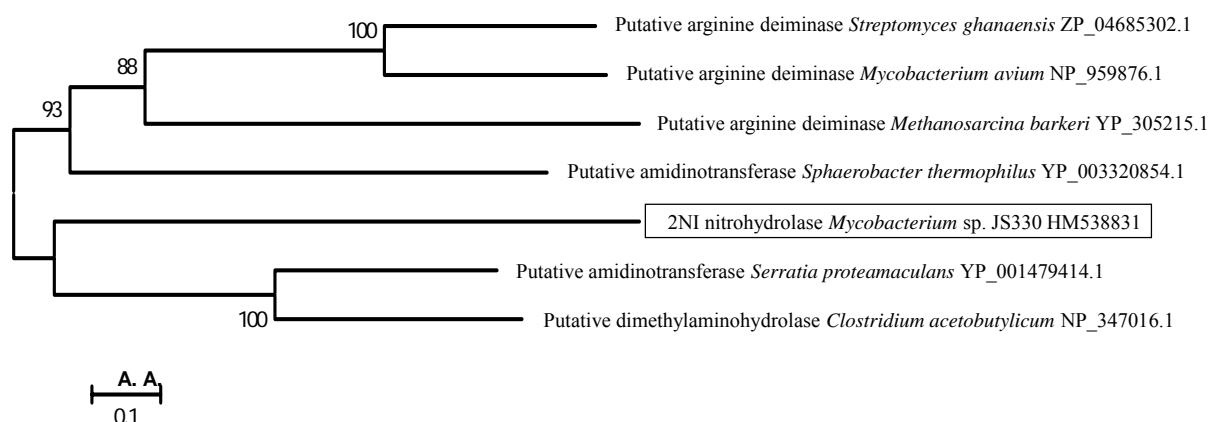 100
Putative arginine deiminase Streptomyces ghanaensis ZP_04685302.1
88
Putative arginine deiminase Mycobacterium avium NP_959876.1
93
Putative arginine deiminase Methanosarcina barkeri YP_305215.1
Putative amidinotransferase Sphaerobacter thermophilus YP_003320854.1
2NI nitrohydrolase Mycobacterium sp. JS330 HM538831
Putative amidinotransferase Serratia proteamaculans YP_001479414.1
100
Putative dimethylaminohydrolase Clostridium acetobutylicum NP_347016.1
A. A.
0.1